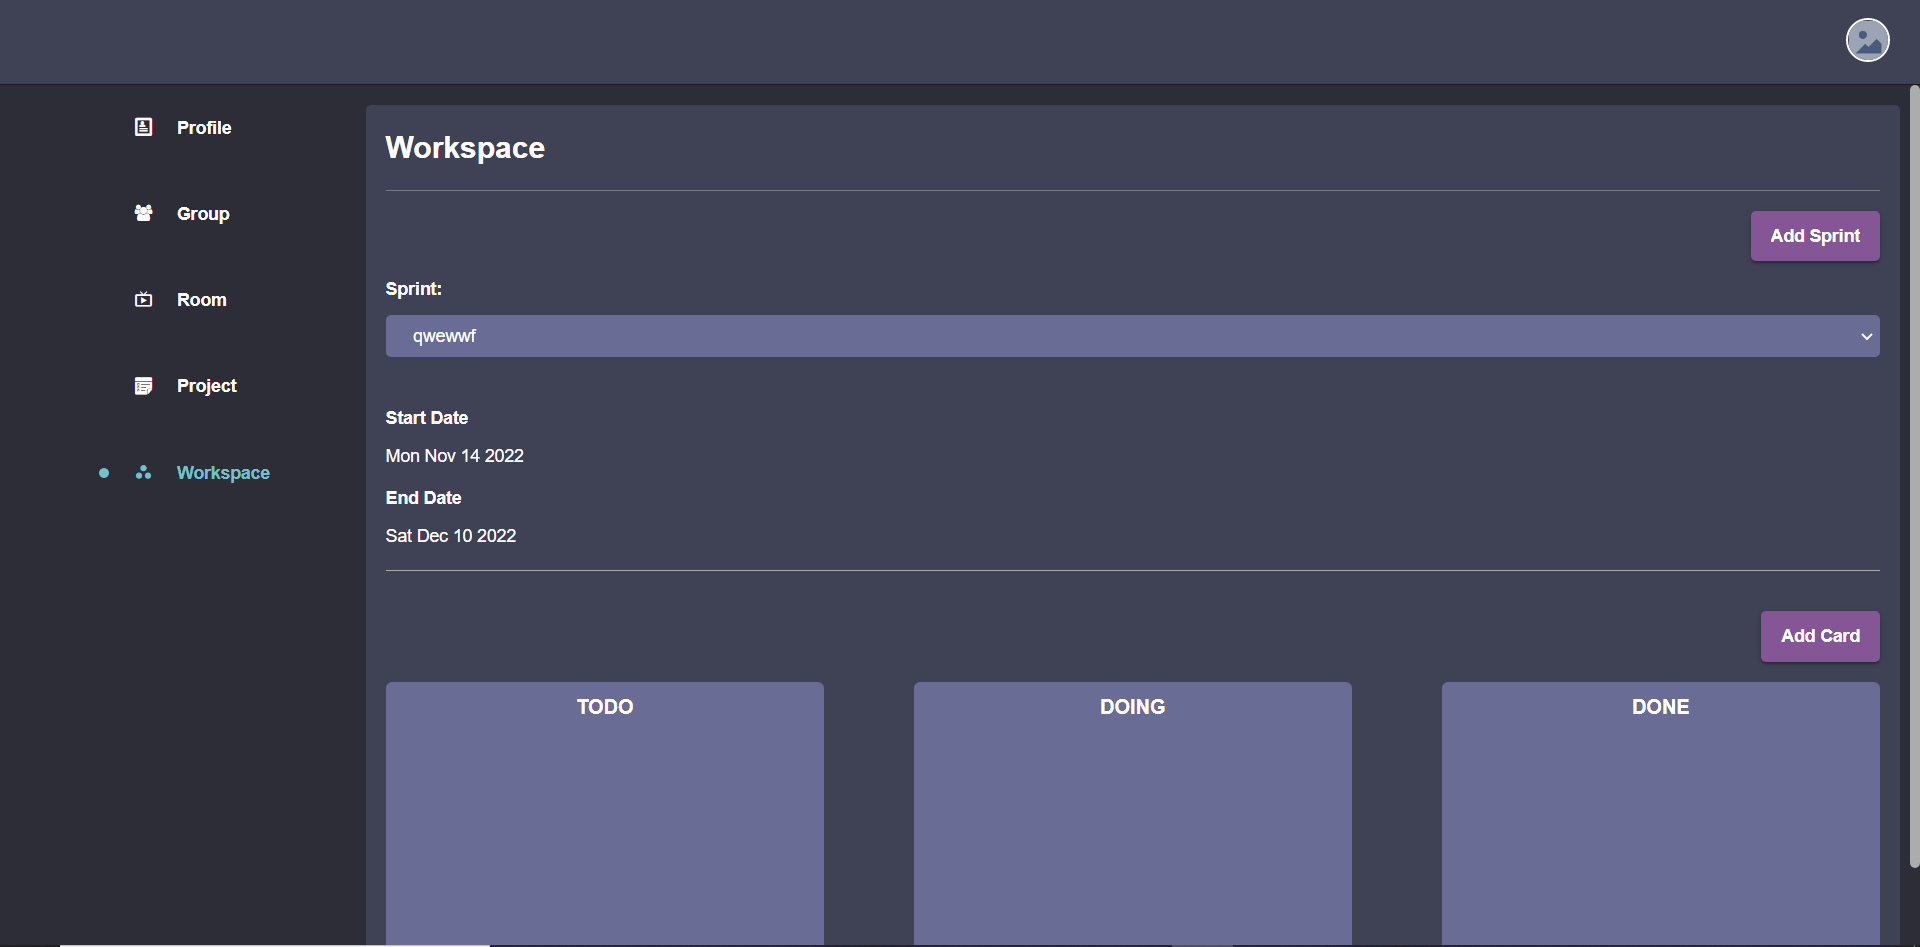 Profile
Group
Room
Project
Workspace
Workspace
Add Sprint
Sprint:
qwewwf
Start Date
Mon Nov 14 2022
End Date
Sat Dec 10 2022
Add Card
TODO
DOING
DONE